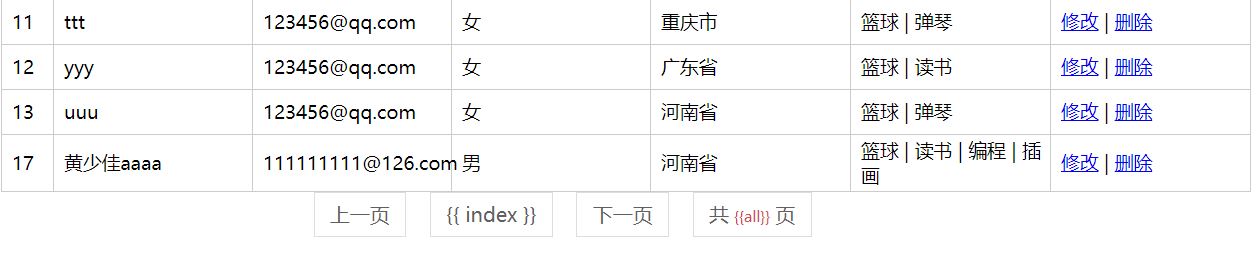 11 ttt 123456@qq.com 女 重庆市 篮球 | 弹琴 修改 | 删除
12 yyy 123456@qq.com 女 广东省 篮球 | 读书 修改 | 删除
13 uuu 123456@qq.com 女 河南省 篮球 | 弹琴 修改 | 删除
17 黄少佳aaaa 111111111@126.com 男 河南省 篮球 | 读书 | 编程 | 插
画 修改 | 删除
上一页 {{ index }} 下一页 共 {{all}} 页